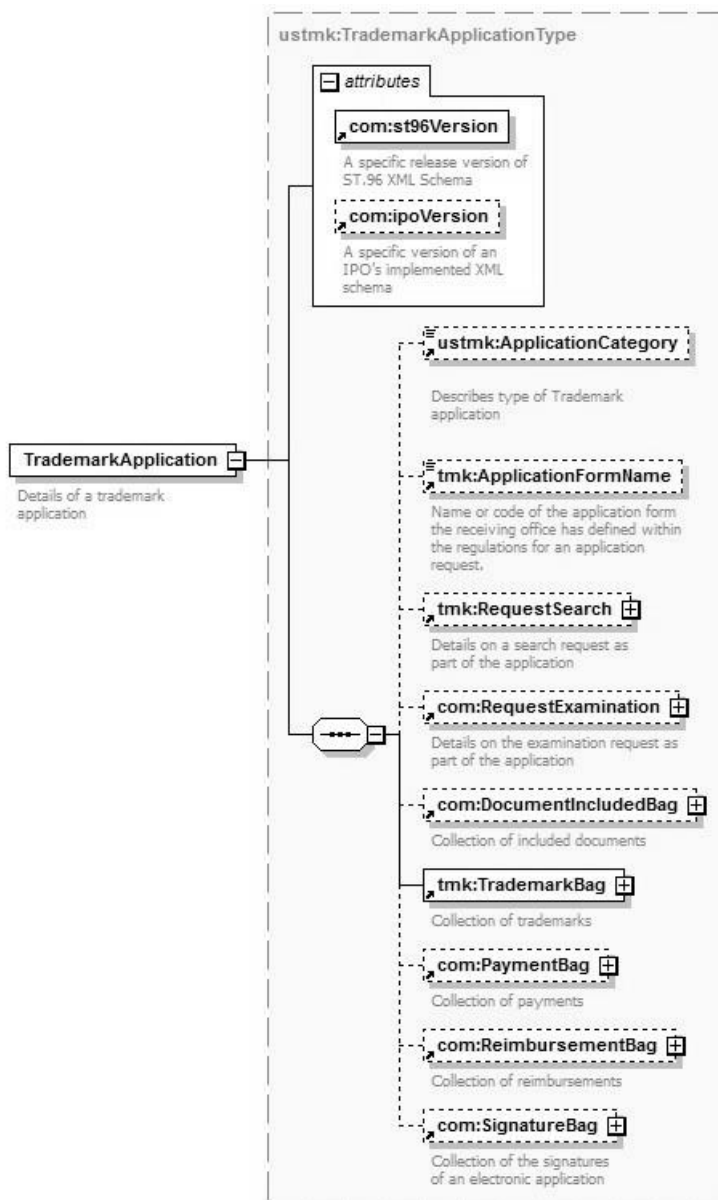 ustmk:TrademarkApplicationType
attributes
com:st96Version
A specific release version of
ST.96 XML Schema
com:ipoVersion
A specific version of an
IPO's implemented XML
schema
ustmk:ApplicationCategory
Describes type of Trademark
application
TrademarkApplication
Details of a trademark
application
tmk:ApplicationFormName
Name or code of the application form
the receiving office has defined within
the regulations for an application
request.
tmk:RequestSearch
Details on a search request as
part of the application
com:RequestExamination
Details on the examination request as
part of the application
com:DocumentIncludedBag
Collection of included documents
tmk:TrademarkBag
Collection of trademarks
com:PaymentBag
Collection of payments
com:ReimbursementBag
Collection of reimbursements
com:SignatureBag
Collection of the signatures
of an electronic application